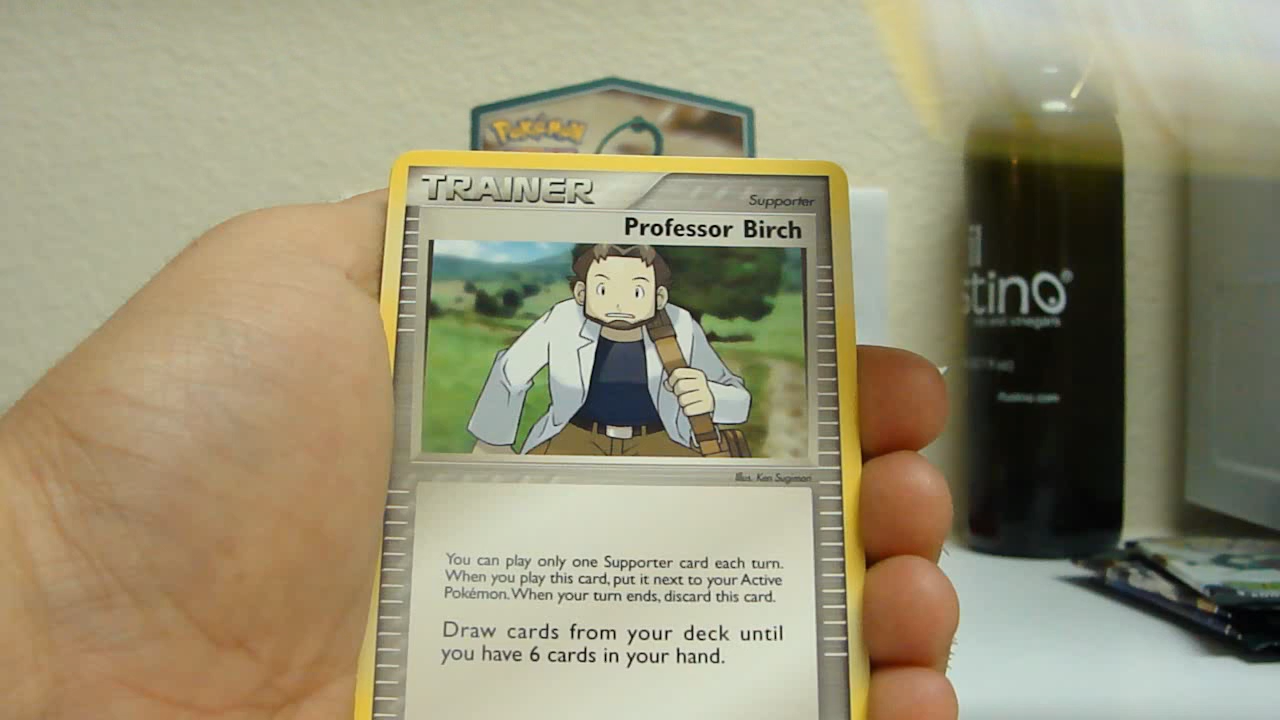 POKéMON
TRAINER
Supporter
Professor Birch
Illus. Ken Sugimori
You can play only one Supporter card each turn.
When you play this card, put it next to your Active
Pokémon. When your turn ends, discard this card.
Draw cards from your deck until
you have 6 cards in your hand.
stinO®